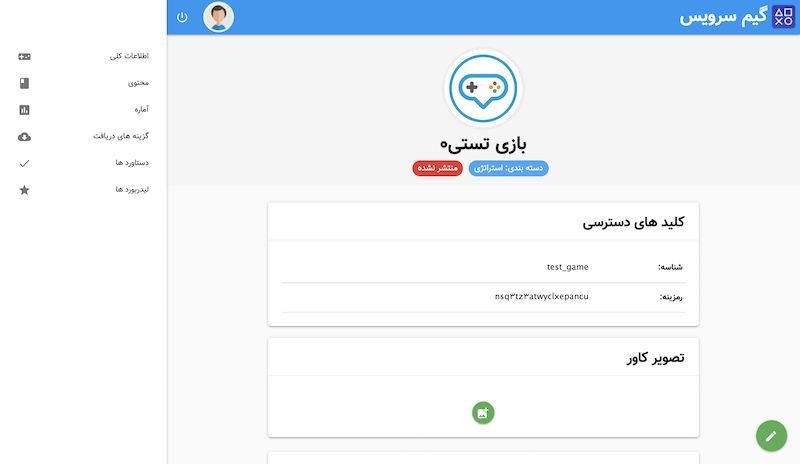 گیم سرویس
اطلاعات کلی
محتوی
آماره
گزینه های دریافت
دستاورد ها
لیدربورد ها
بازی تستی۰
دسته بندی: استراتژی
منتشر نشده
کلید های دسترسی
شناسه: test_game
رمزینه: nsq۳tz۳atwyclxepancu
تصویر کاور